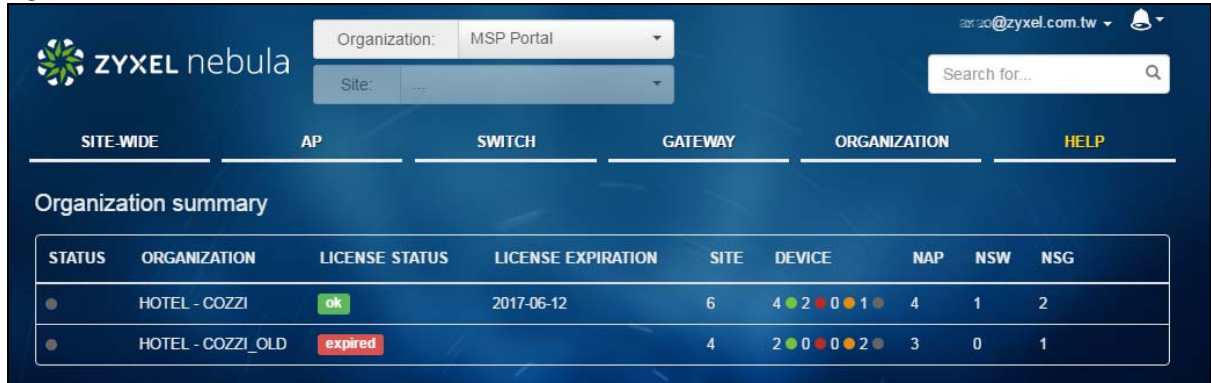 @zyxel.com.tw
ZYXEL nebula
Organization: MSP Portal
Site: ...
Search for...
SITE-WIDE AP SWITCH GATEWAY ORGANIZATION HELP
Organization summary
STATUS ORGANIZATION LICENSE STATUS LICENSE EXPIRATION SITE DEVICE NAP NSW NSG
HOTEL - COZZI ok 2017-06-12 6 4 2 0 1 4 1 2
HOTEL - COZZI_OLD expired 4 2 0 0 2 3 0 1